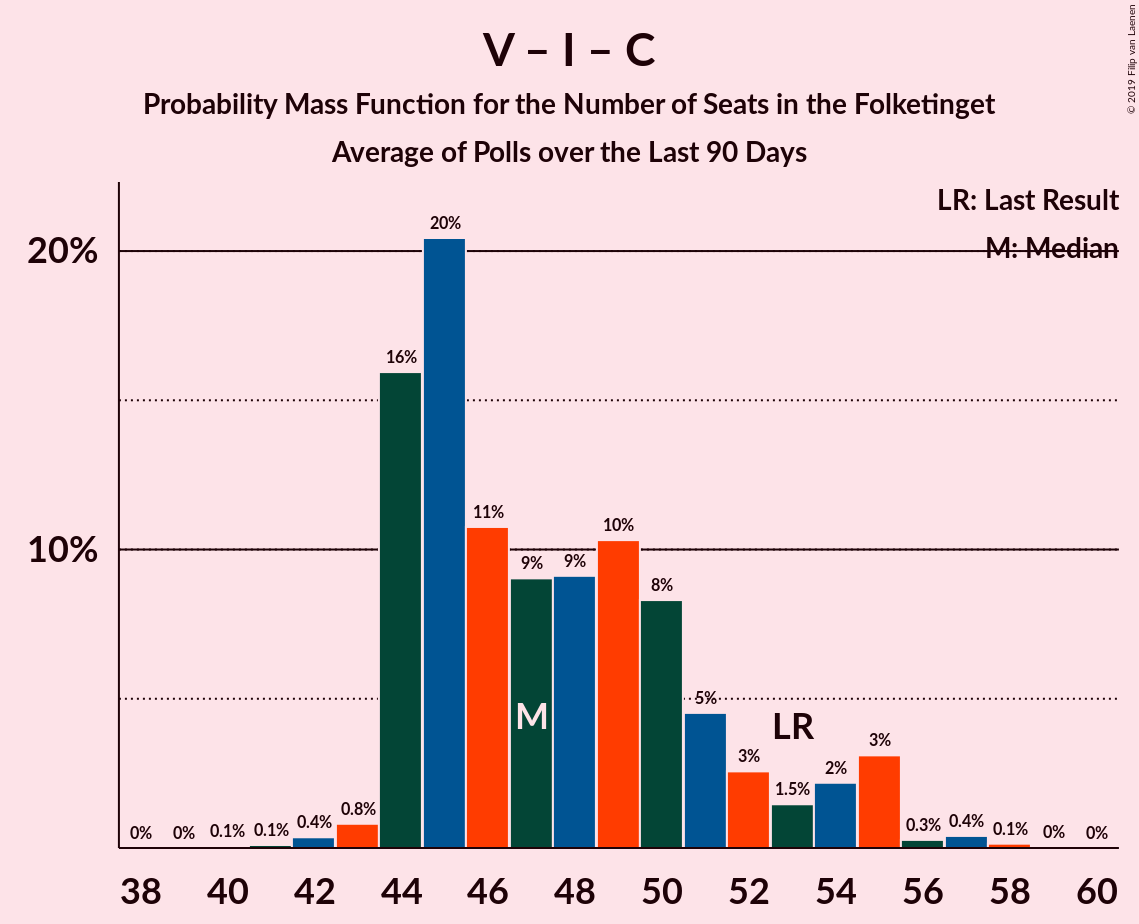 V – I – C
Probability Mass Function for the Number of Seats in the Folketinget
Average of Polls over the Last 90 Days
© 2019 Filip van Laenen
LR: Last Result
M: Median
20%
10%
0%
0%
0.1%
0.1%
0.4%
0.8%
16%
20%
11%
9%
9%
10%
8%
5%
3%
1.5%
2%
3%
0.3%
0.4%
0.1%
0%
0%
M
LR
38 40 42 44 46 48 50 52 54 56 58 60